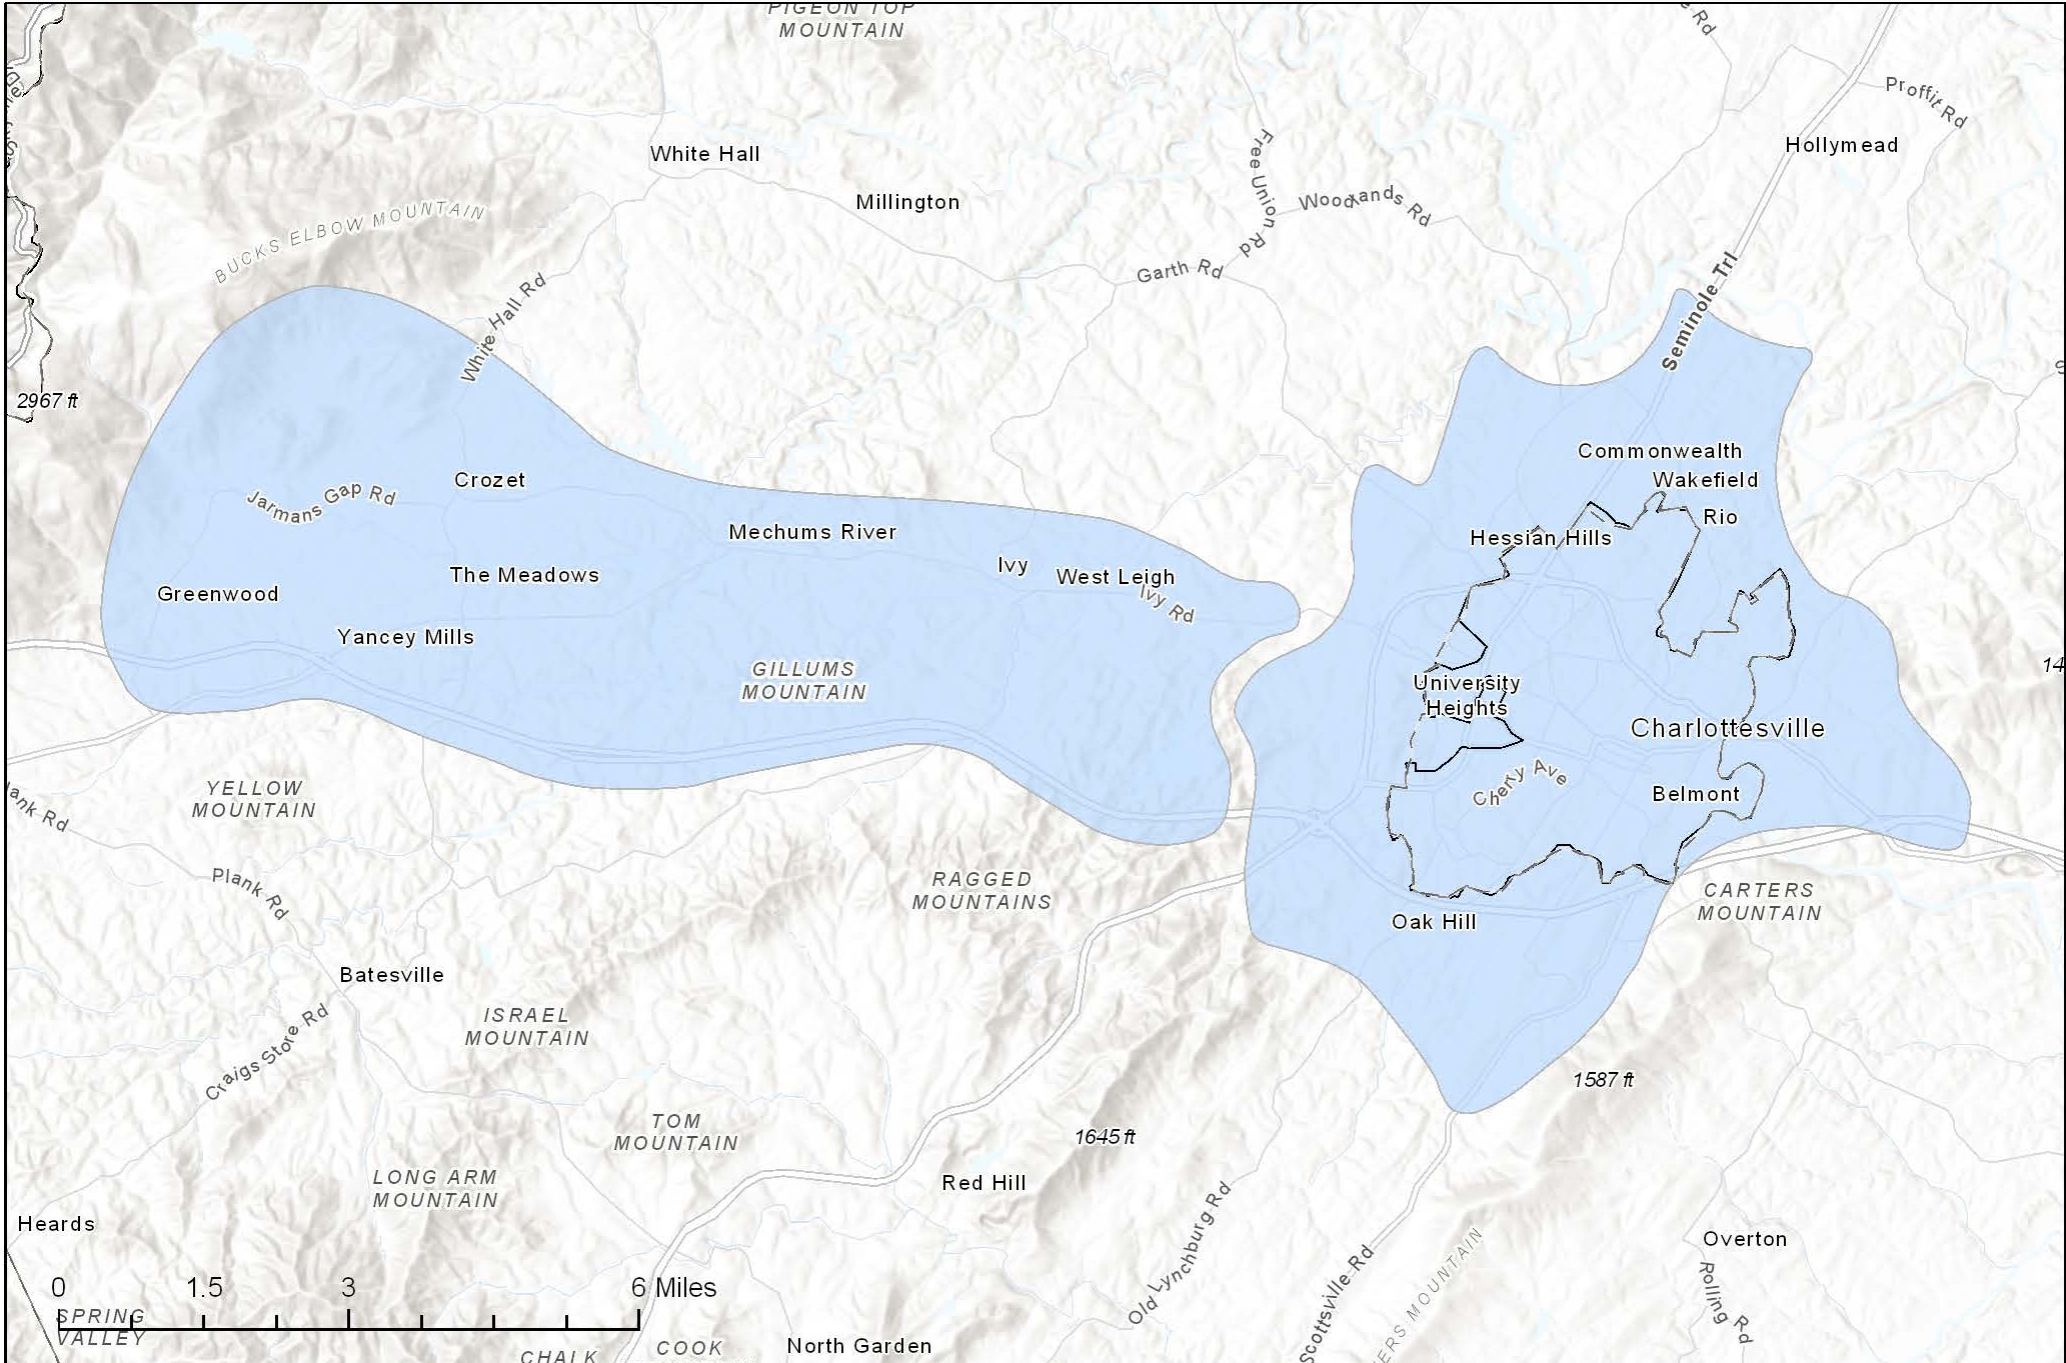 PIGEON TOP
MOUNTAIN
Proffit Rd
Hollymead
White Hall
Free Union Rd
Millington
Woodlands Rd
BUCKS ELBOW MOUNTAIN
Garth Rd
White Hall Rd
Seminole Trl
2967 ft
Commonwealth
Crozet
Wakefield
Jarmans Gap Rd
Rio
Mechums River
Hessian Hills
Ivy
West Leigh
The Meadows
Greenwood
Ivy Rd
Yancey Mills
GILLUMS
MOUNTAIN
14
University
Heights
Charlottesville
Cherry Ave
YELLOW
MOUNTAIN
Belmont
Rd
Plank Rd
RAGGED
MOUNTAINS
CARTERS
MOUNTAIN
Oak Hill
Batesville
ISRAEL
MOUNTAIN
Craigs Store Rd
1587 ft
TOM
MOUNTAIN
1645 ft
LONG ARM
MOUNTAIN
Red Hill
Old Lynchburg Rd
Heards
Overton
Scottsville Rd
ERS MOUNTAIN
Rolling Rd
0 1.5 3 6 Miles
SPRING
VALLEY
North Garden
COOK
CHALK